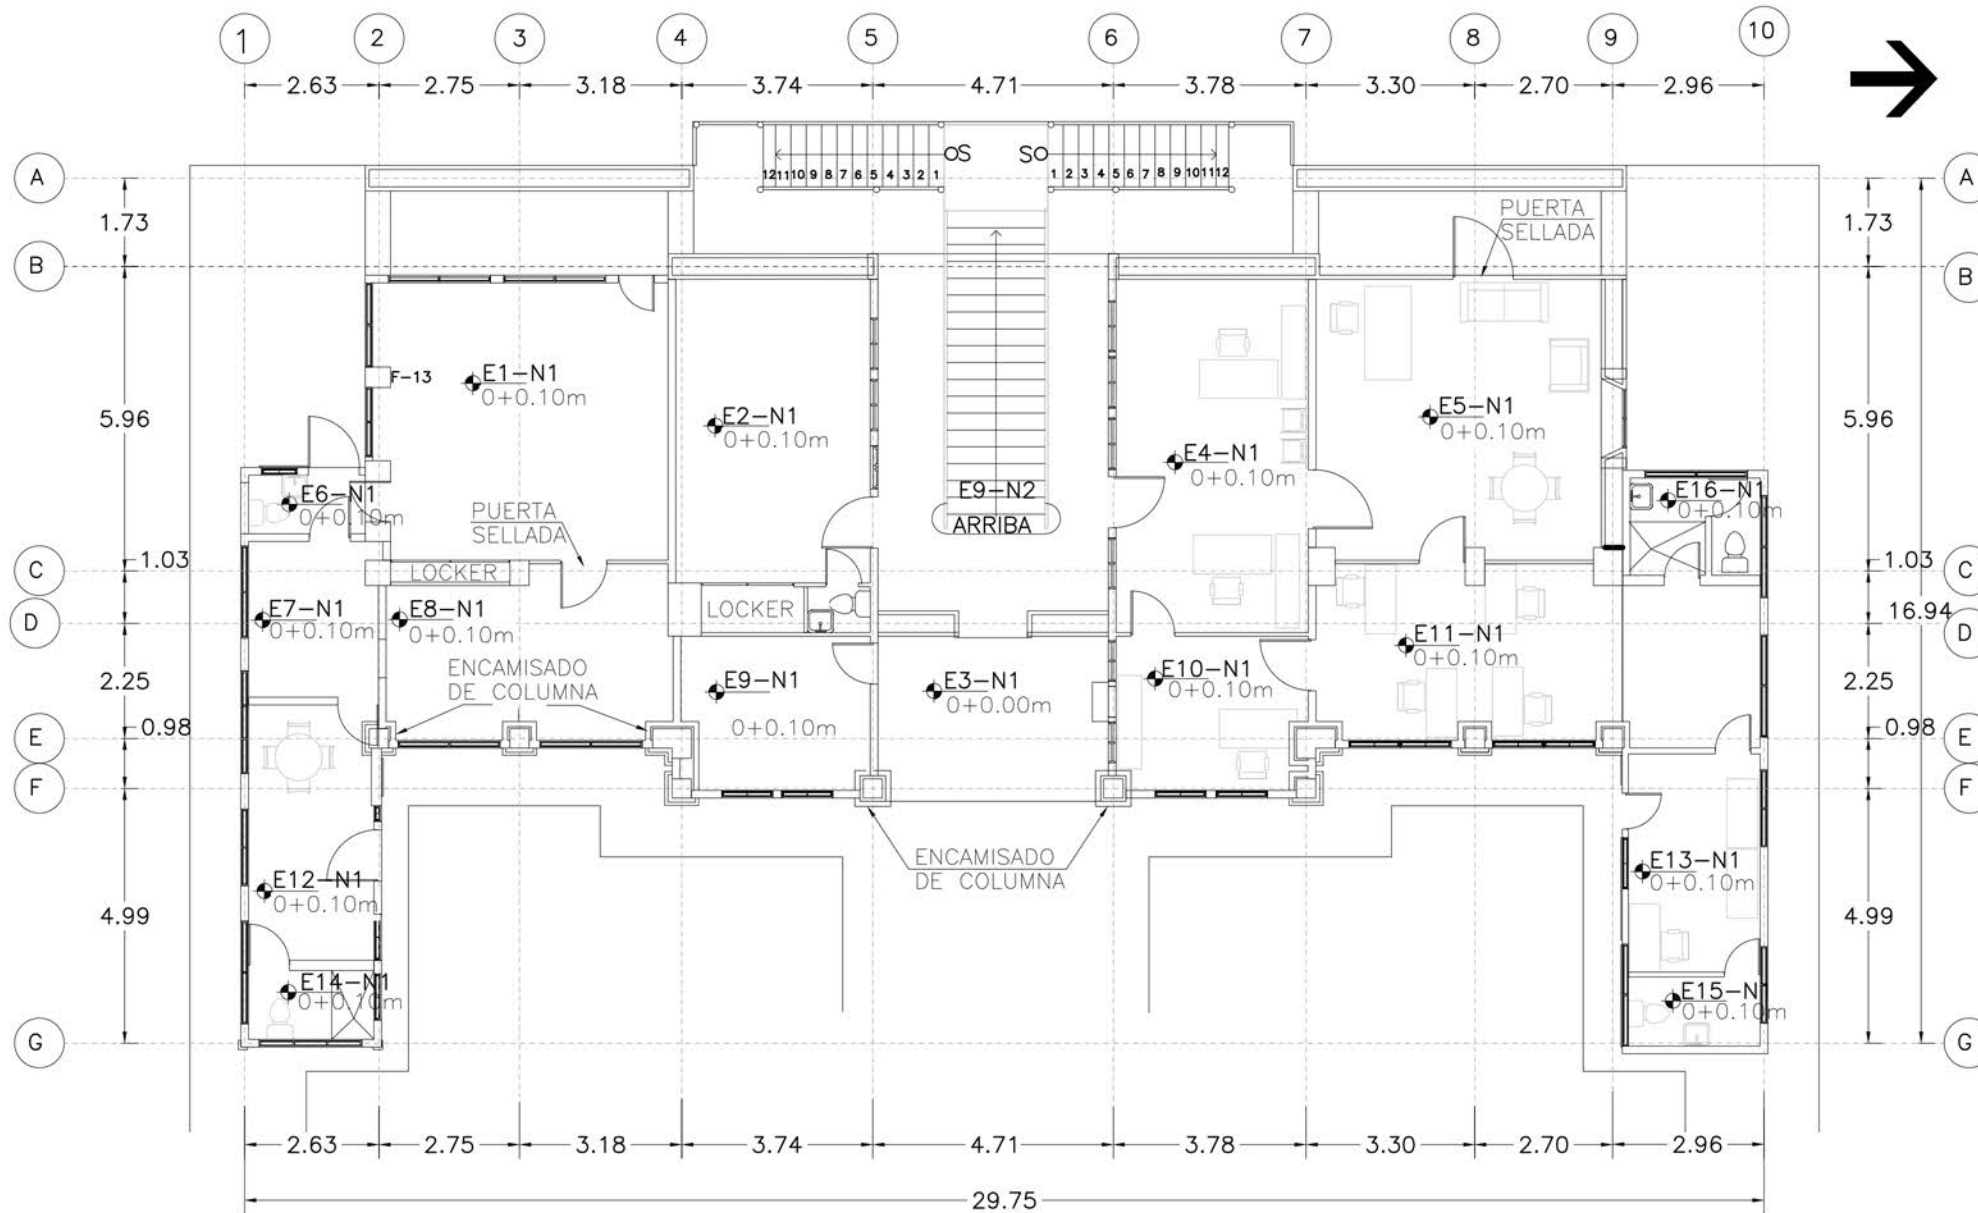 1 2 3 4 5 6 7 8 9 10
2.63 2.75 3.18 3.74 4.71 3.78 3.30 2.70 2.96
OS SO
12 11 10 9 8 7 6 5 4 3 2 1
1 2 3 4 5 6 7 8 9 10 11 12
A A
1.73 1.73
PUERTA
SELLADA
B B
F-13
E1-N1
0+0.10m
5.96 5.96
E2-N1
0+0.10m
E5-N1
0+0.10m
E4-N1
0+0.10m
E9-N2
ARRIBA
E6-N1
0+0.10m
E16-N1
0+0.10m
PUERTA
SELLADA
1.03 1.03
C C
LOCKER
E7-N1
0+0.10m
E8-N1
0+0.10m
LOCKER
16.94
D D
E11-N1
0+0.10m
ENCAMISADO
DE COLUMNA
E9-N1
0+0.10m
E3-N1
0+0.00m
E10-N1
0+0.10m
2.25 2.25
0.98 0.98
E E
F F
ENCAMISADO
DE COLUMNA
E12-N1
0+0.10m
E13-N1
0+0.10m
4.99 4.99
E14-N1
0+0.10m
E15-N
0+0.10m
G G
2.63 2.75 3.18 3.74 4.71 3.78 3.30 2.70 2.96
29.75